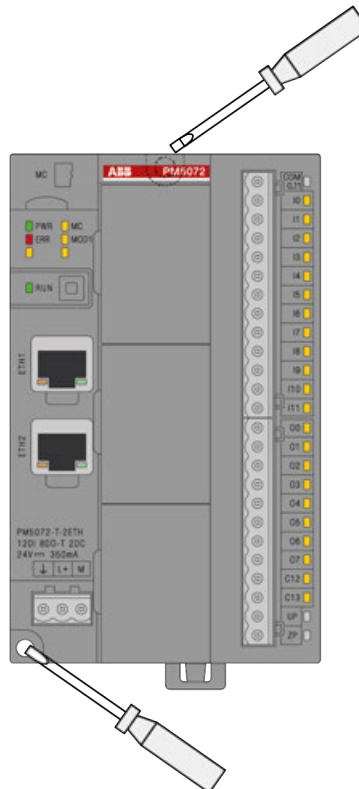 MC
ABB PM5072
PWR MC
ERR MOD1
RUN
ETH1
ETH2
PM5072-T-2ETH
12DI 8DO-T 2DC
24V 350mA
L+ M
COM
0..11
I0
I1
I2
I3
I4
I5
I6
I7
I8
I9
I10
I11
O0
O1
O2
O3
O4
O5
O6
O7
C12
C13
UP
ZP